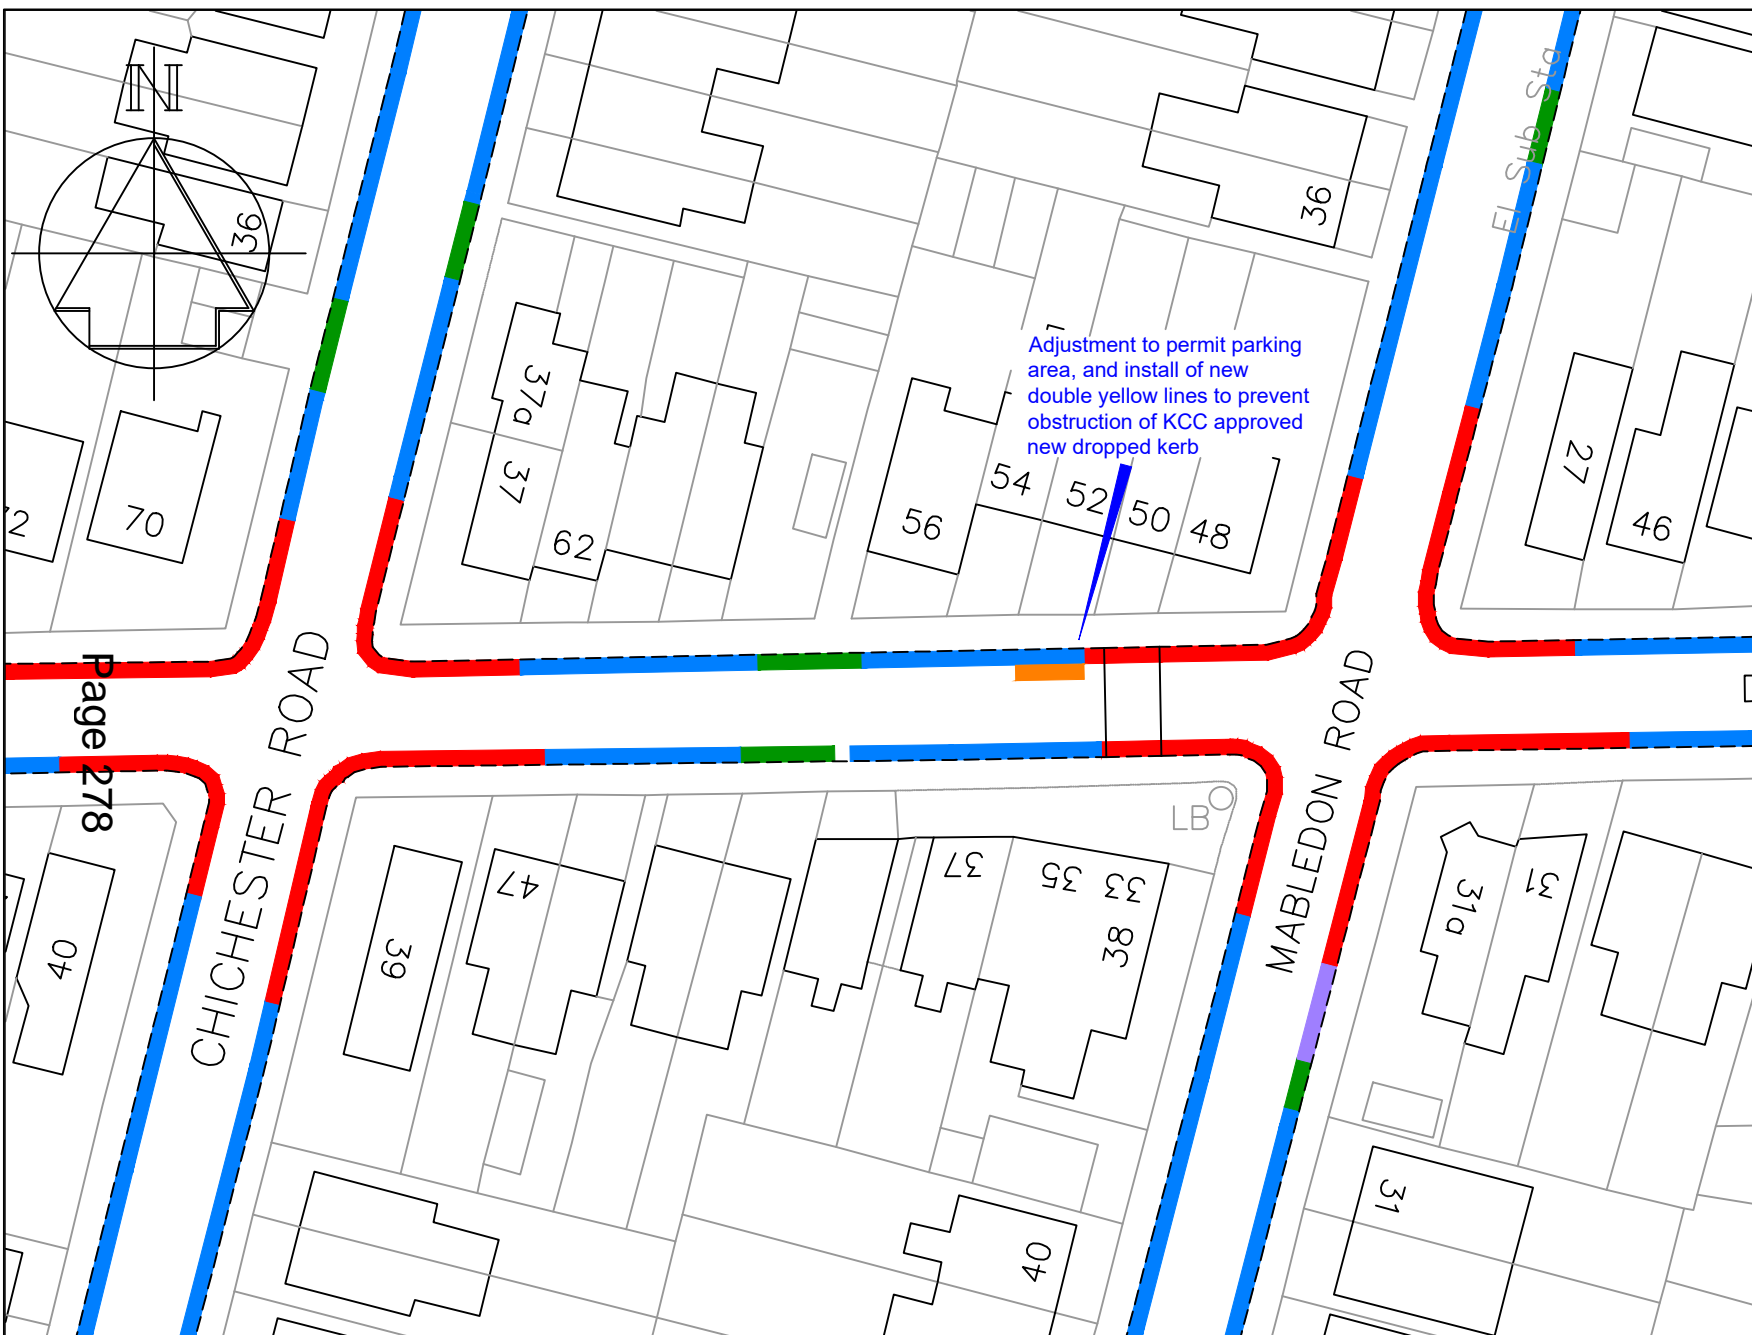 N
36
El Sub Sta
36
Adjustment to permit parking
area, and install of new
double yellow lines to prevent
obstruction of KCC approved
new dropped kerb
37a
37
62
70
72
56
54
52
50
48
27
46
Page 278
CHICHESTER ROAD
MABLEDON ROAD
LB
40
39
47
37
35
33
38
31a
31
31
40